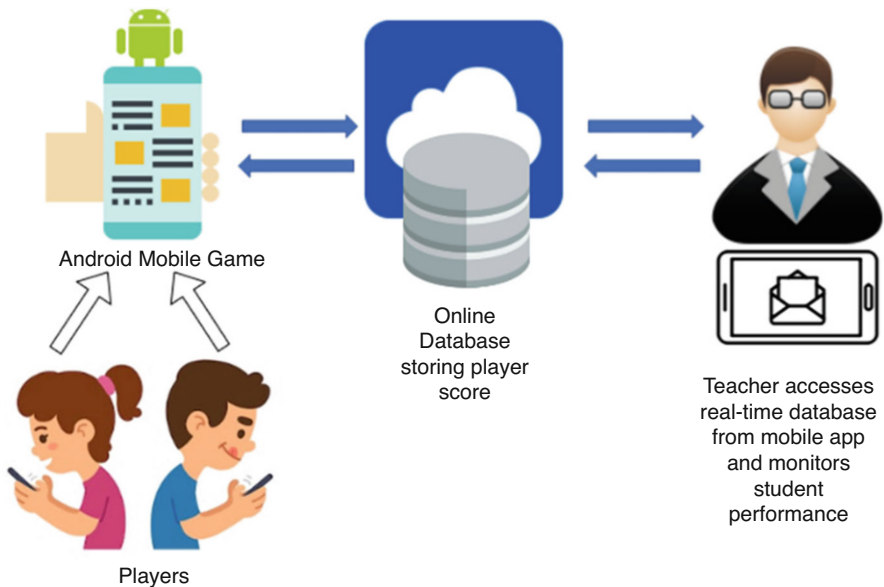 Android Mobile Game
Online
Database
storing player
score
Teacher accesses
real-time database
from mobile app
and monitors
student
performance
Players